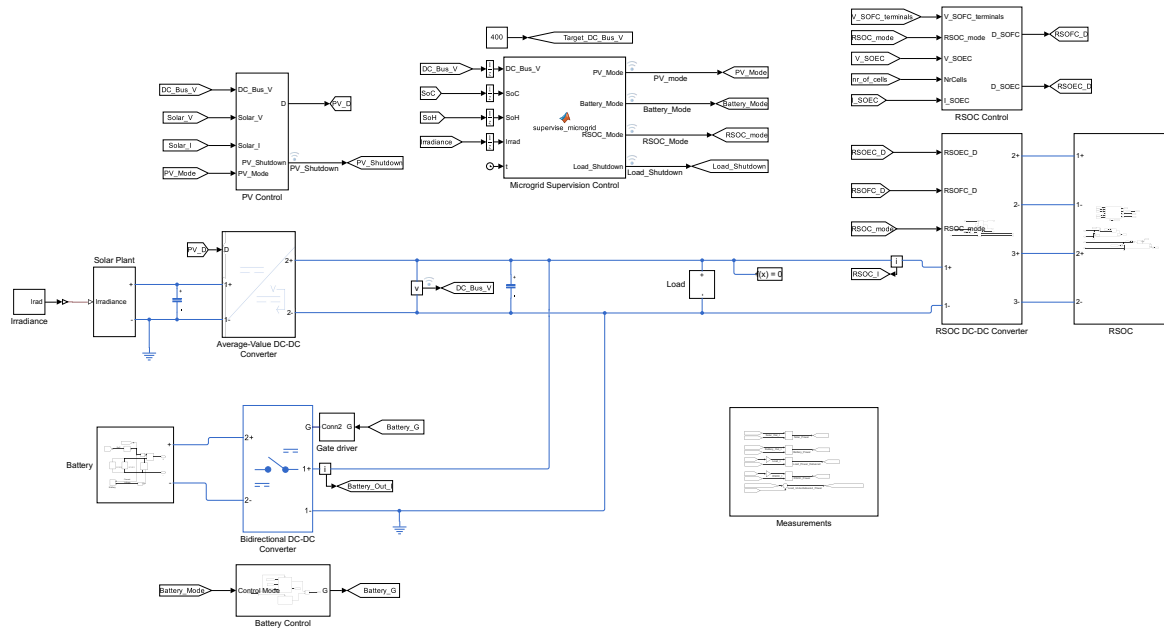 400
Target_DC_Bus_V
DC_Bus_V
SoC
SoH
Irradiance
DC_Bus_V
SoC
SoH
Irrad
t
supervise_microgrid
PV_Mode
Battery_Mode
RSOC_Mode
Load_Shutdown
PV_mode
RSOC_Mode
Load_Shutdown
PV_Mode
Battery_Mode
RSOC_mode
Load_Shutdown
Microgrid Supervision Control
DC_Bus_V
Solar_V
Solar_I
PV_Mode
DC_Bus_V
Solar_V
Solar_I
PV_Mode
D
PV_Shutdown
PV_D
PV_Shutdown
PV_Shutdown
PV Control
V_SOFC_terminals
RSOC_mode
V_SOEC
nr_of_cells
I_SOEC
V_SOFC_terminals
RSOC_mode
V_SOEC
NrCells
I_SOEC
D_SOFC
D_SOEC
RSOFC_D
RSOEC_D
RSOC Control
RSOEC_D
RSOFC_D
RSOC_mode
RSOEC_D
RSOFC_D
RSOC_mode
2+
2-
3+
3-
1+
1-
RSOC DC-DC Converter
1+
1-
2+
2-
RSOC
i
RSOC_I
Irad
Irradiance
Solar Plant
Irradiance
+
-
+
-
PV_D
D
1+
1-
2+
2-
Average-Value DC-DC
Converter
V
DC_Bus_V
+
-
Load
+
-
f(x) = 0
Battery
+
-
2+
2-
G
1+
1-
Bidirectional DC-DC
Converter
Conn2 G
Gate driver
Battery_G
i
Battery_Out_I
Battery_Mode
Control Mode
G
Battery_G
Battery Control
Measurements